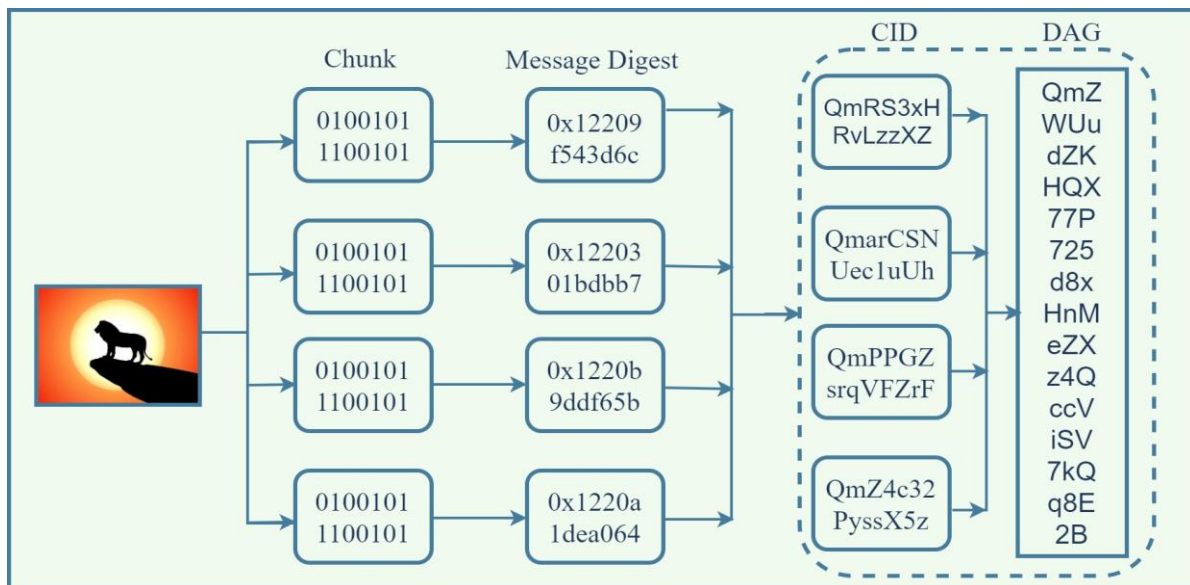 Chunk
Message Digest
CID
DAG
0100101
1100101
0x12209
f543d6c
QmRS3xH
RvLzzXZ
0100101
1100101
0x12203
01bdbb7
QmarCSN
Uec1uUh
0100101
1100101
0x1220b
9ddf65b
QmPPGZ
srqVFZrF
0100101
1100101
0x1220a
1dea064
QmZ4c32
PyssX5z
QmZ
WUu
dZK
HQX
77P
725
d8x
HnM
eZX
z4Q
ccV
iSV
7kQ
q8E
2B